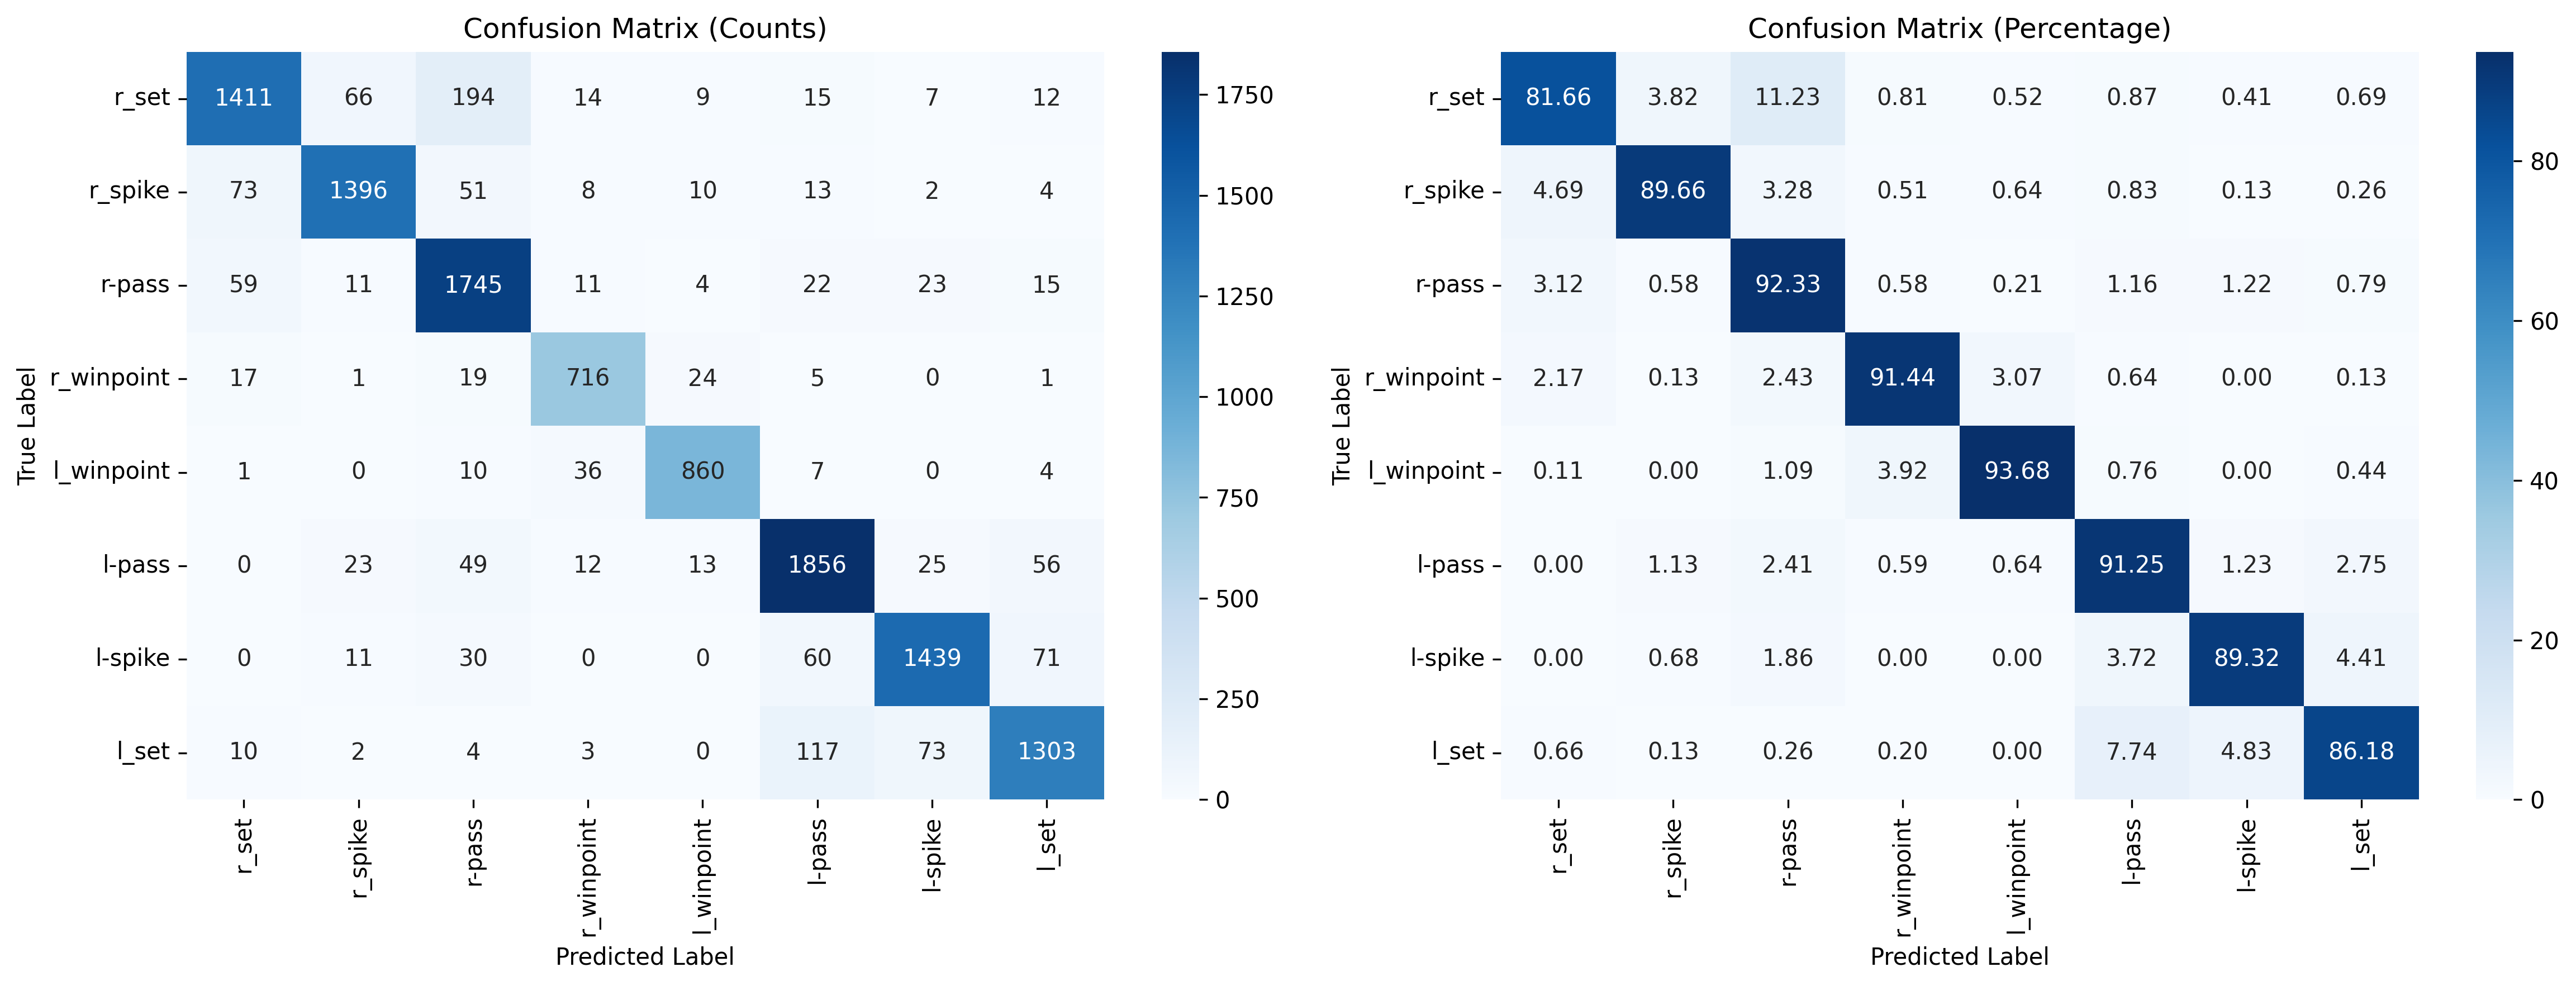 Confusion Matrix (Counts)
True Label
r_set 1411 66 194 14 9 15 7 12
r_spike 73 1396 51 8 10 13 2 4
r-pass 59 11 1745 11 4 22 23 15
r_winpoint 17 1 19 716 24 5 0 1
l_winpoint 1 0 10 36 860 7 0 4
l-pass 0 23 49 12 13 1856 25 56
l-spike 0 11 30 0 0 60 1439 71
l_set 10 2 4 3 0 117 73 1303
r_set r_spike r-pass r_winpoint l_winpoint l-pass l-spike l_set
Predicted Label
1750
1500
1250
1000
750
500
250
0
Confusion Matrix (Percentage)
True Label
r_set 81.66 3.82 11.23 0.81 0.52 0.87 0.41 0.69
r_spike 4.69 89.66 3.28 0.51 0.64 0.83 0.13 0.26
r-pass 3.12 0.58 92.33 0.58 0.21 1.16 1.22 0.79
r_winpoint 2.17 0.13 2.43 91.44 3.07 0.64 0.00 0.13
l_winpoint 0.11 0.00 1.09 3.92 93.68 0.76 0.00 0.44
l-pass 0.00 1.13 2.41 0.59 0.64 91.25 1.23 2.75
l-spike 0.00 0.68 1.86 0.00 0.00 3.72 89.32 4.41
l_set 0.66 0.13 0.26 0.20 0.00 7.74 4.83 86.18
r_set r_spike r-pass r_winpoint l_winpoint l-pass l-spike l_set
Predicted Label
80
60
40
20
0